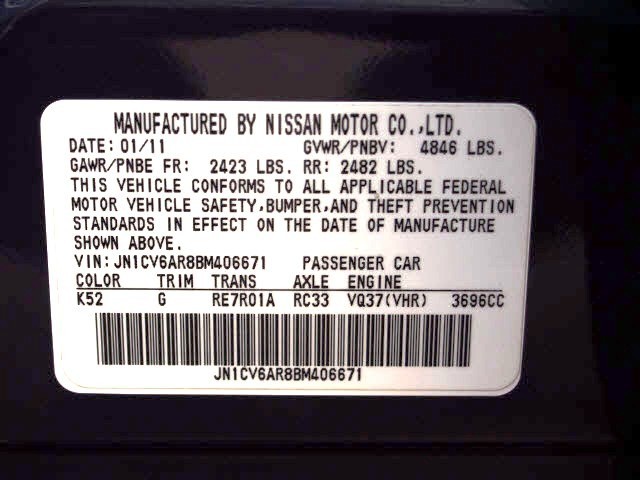 MANUFACTURED BY NISSAN MOTOR CO.,LTD.
DATE: 01/11 GVWR/PNBV: 4846 LBS.
GAWR/PNBE FR: 2423 LBS. RR: 2482 LBS.
THIS VEHICLE CONFORMS TO ALL APPLICABLE FEDERAL
MOTOR VEHICLE SAFETY,BUMPER,AND THEFT PREVENTION
STANDARDS IN EFFECT ON THE DATE OF MANUFACTURE
SHOWN ABOVE.
VIN: JN1CV6AR8BM406671 PASSENGER CAR
COLOR TRIM TRANS AXLE ENGINE
K52 G RE7R01A RC33 VQ37(VHR) 3696CC
JN1CV6AR8BM406671